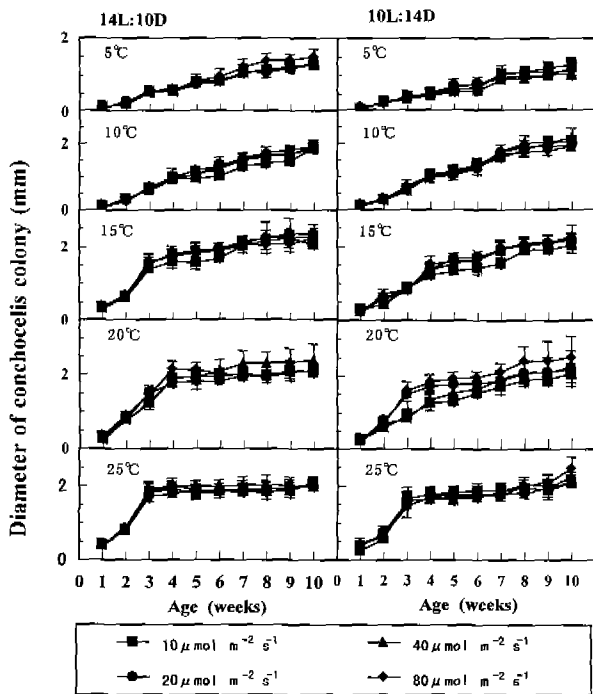 14L:10D
10L:14D
Diameter of conchocelis colony (mm)
2
0
5℃
5℃
2
0
10℃
10℃
2
0
15℃
15℃
2
0
20℃
20℃
2
0
25℃
25℃
0 1 2 3 4 5 6 7 8 9 10
0 1 2 3 4 5 6 7 8 9 10
Age (weeks)
Age (weeks)
10 μmol m⁻² s⁻¹
40 μmol m⁻² s⁻¹
20 μmol m⁻² s⁻¹
80 μmol m⁻² s⁻¹